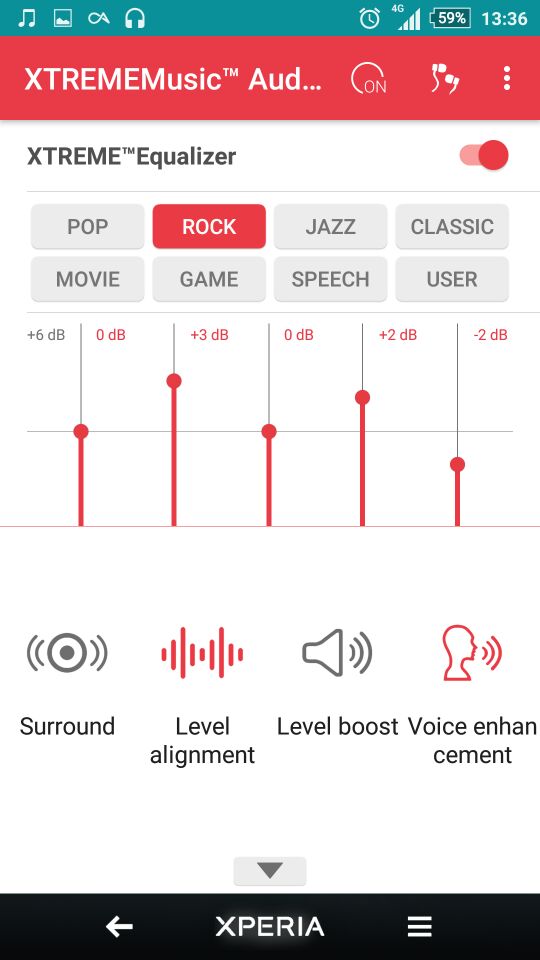 4G 59% 13:36
XTREMEMusic™ Aud... ON
XTREME™Equalizer
POP ROCK JAZZ CLASSIC
MOVIE GAME SPEECH USER
+6 dB 0 dB +3 dB 0 dB +2 dB -2 dB
Surround Level Level boost Voice enhan
alignment cement
XPERIA